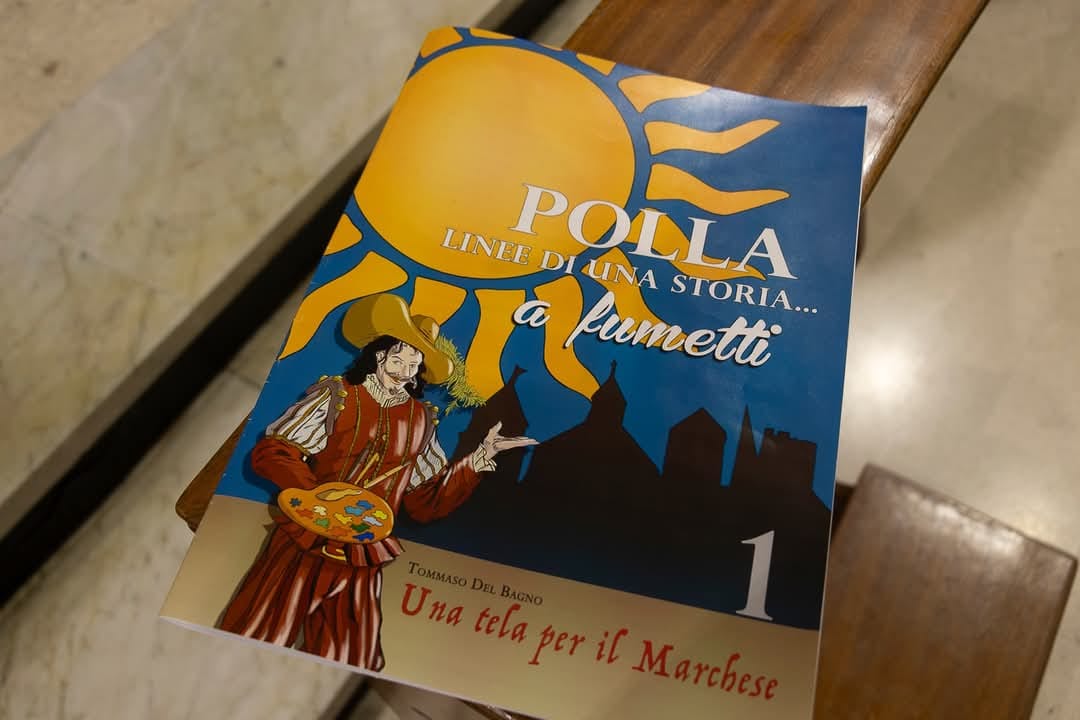 POLLA
LINEE DI UNA STORIA...
a fumetti
1
TOMMASO DEL BAGNO
Una tela per il Marchese